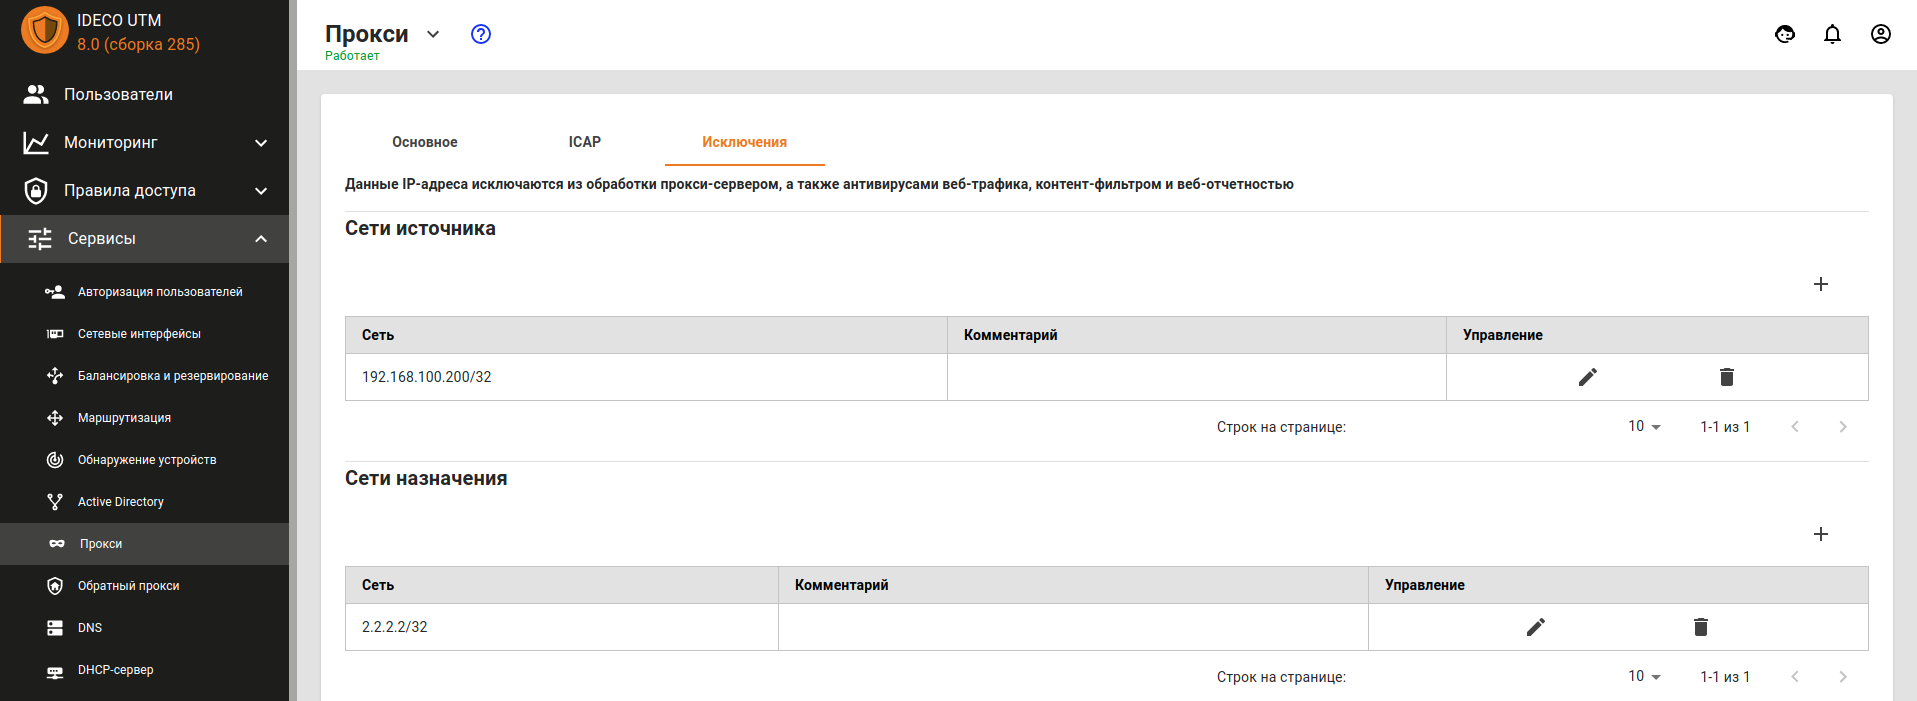 IDECO UTM
8.0 (сборка 285)
Пользователи
Мониторинг
Правила доступа
Сервисы
Авторизация пользователей
Сетевые интерфейсы
Балансировка и резервирование
Маршрутизация
Обнаружение устройств
Active Directory
Прокси
Обратный прокси
DNS
DHCP-сервер
Прокси
Работает
Основное ICAP Исключения
Данные IP-адреса исключаются из обработки прокси-сервером, а также антивирусами веб-трафика, контент-фильтром и веб-отчетностью
Сети источника
Сеть Комментарий Управление
192.168.100.200/32
Строк на странице: 10 1-1 из 1
Сети назначения
Сеть Комментарий Управление
2.2.2.2/32
Строк на странице: 10 1-1 из 1